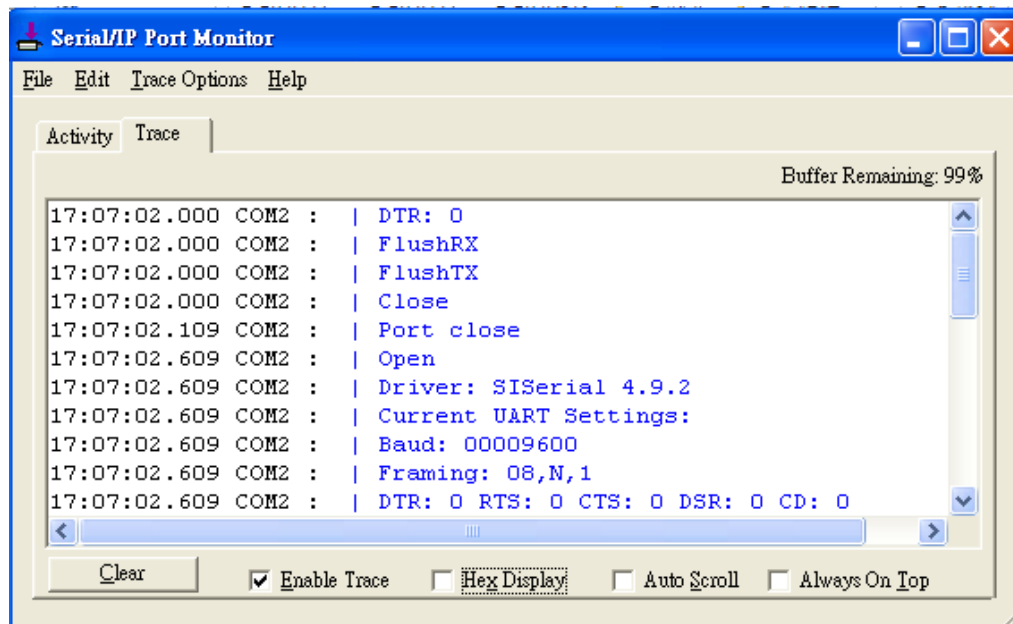 Serial/IP Port Monitor
File Edit Trace Options Help
Activity Trace
Buffer Remaining: 99%
17:07:02.000 COM2 : | DTR: 0
17:07:02.000 COM2 : | FlushRX
17:07:02.000 COM2 : | FlushTX
17:07:02.000 COM2 : | Close
17:07:02.109 COM2 : | Port close
17:07:02.609 COM2 : | Open
17:07:02.609 COM2 : | Driver: SISerial 4.9.2
17:07:02.609 COM2 : | Current UART Settings:
17:07:02.609 COM2 : | Baud: 00009600
17:07:02.609 COM2 : | Framing: 08,N,1
17:07:02.609 COM2 : | DTR: 0 RTS: 0 CTS: 0 DSR: 0 CD: 0
Clear Enable Trace Hex Display Auto Scroll Always On Top